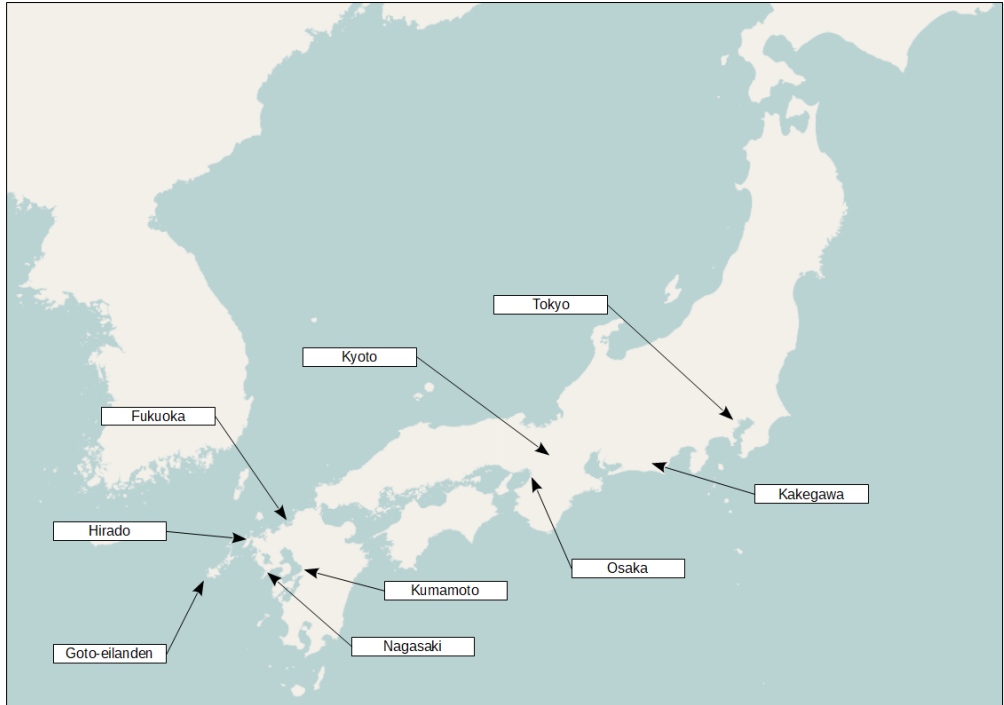 Tokyo
Kyoto
Fukuoka
Kakegawa
Hirado
Osaka
Kumamoto
Nagasaki
Goto-eilanden